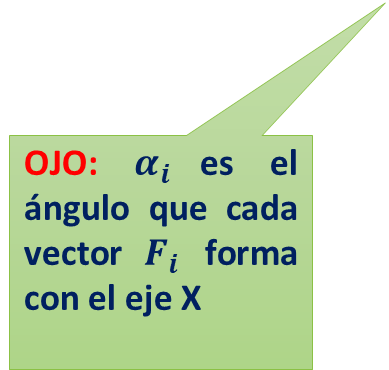 OJO: αᵢ es el
ángulo que cada
vector Fᵢ forma
con el eje X